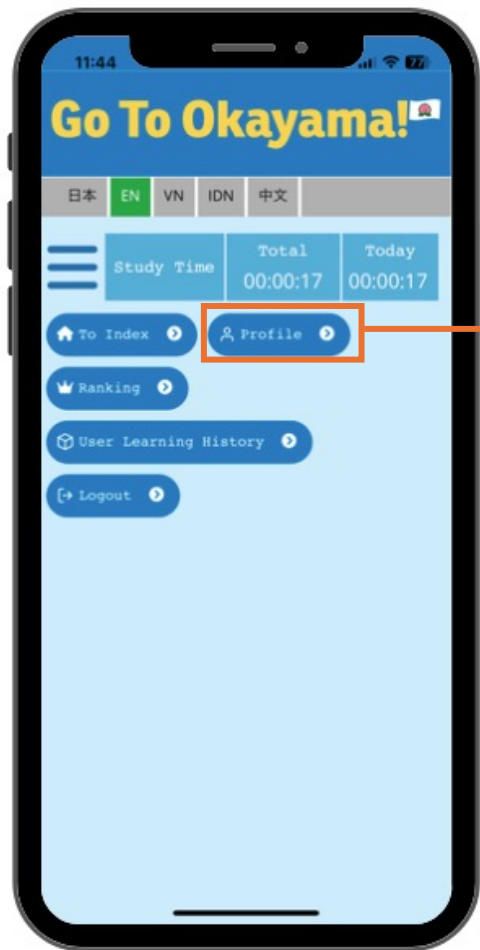 11:44 77
Go To Okayama!
日本 EN VN IDN 中文
Study Time Total Today
00:00:17 00:00:17
To Index Profile
Ranking
User Learning History
Logout